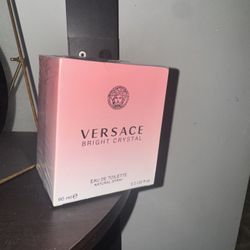 VERSACE
BRIGHT CRYSTAL
EAU DE TOILETTE
NATURAL SPRAY
90 ml ℮